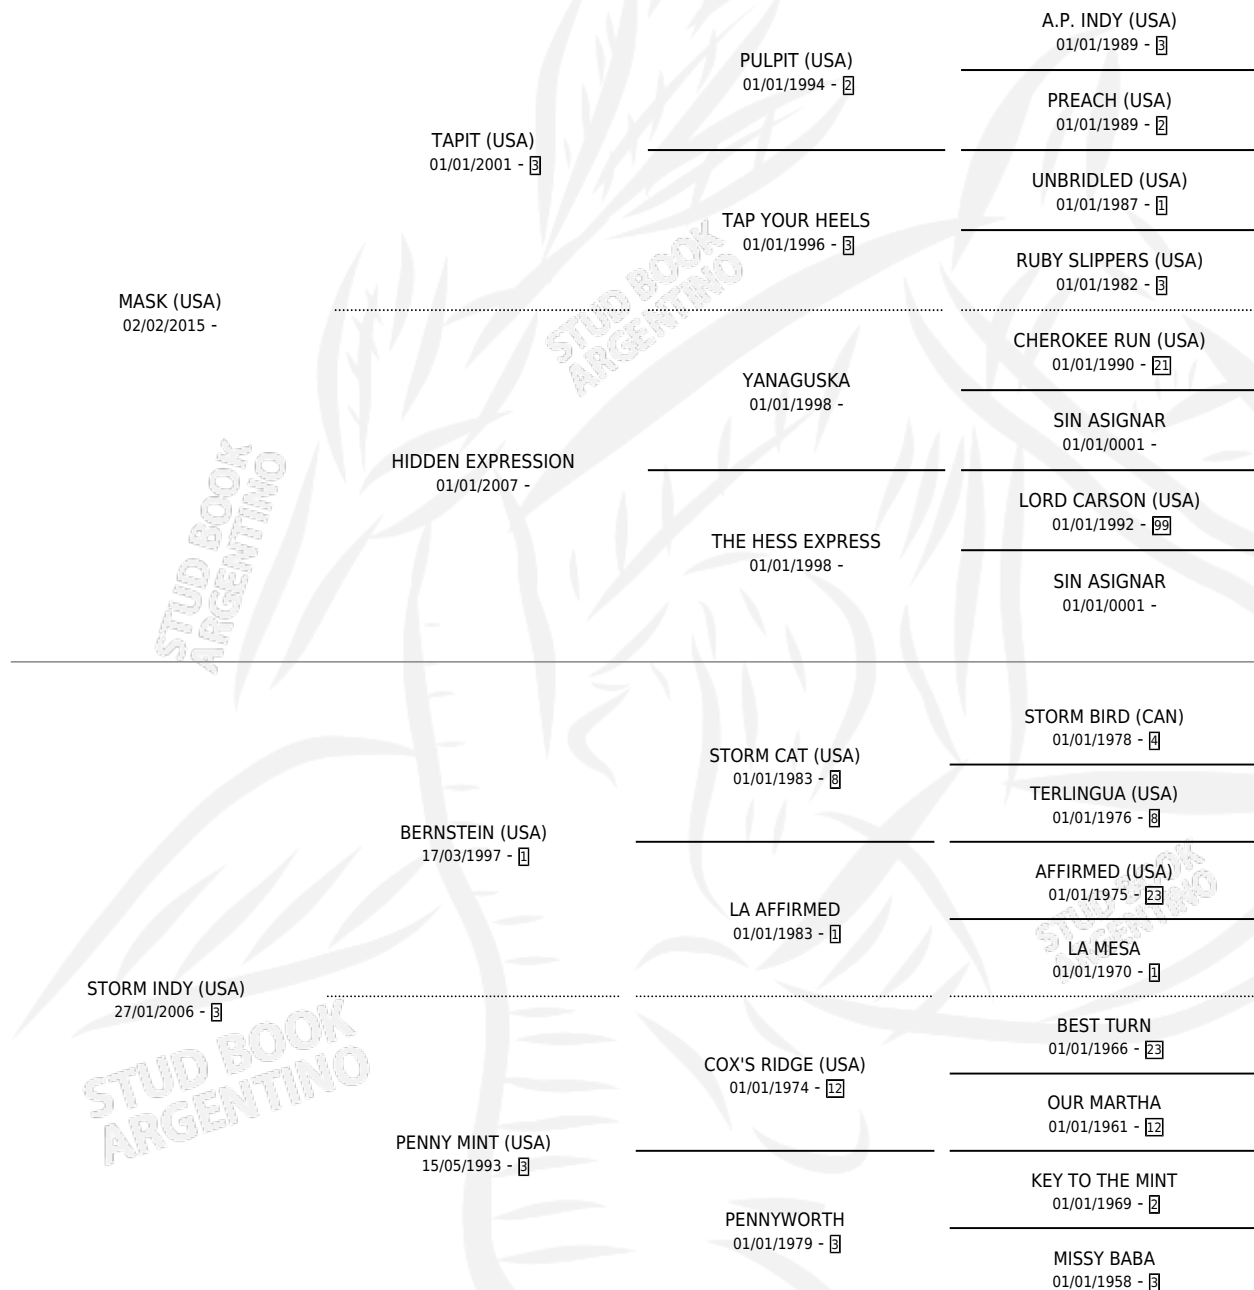 A.P. INDY (USA)
01/01/1989 - 3
PULPIT (USA)
01/01/1994 - 2
PREACH (USA)
01/01/1989 - 2
TAPIT (USA)
01/01/2001 - 3
UNBRIDLED (USA)
01/01/1987 - 1
TAP YOUR HEELS
01/01/1996 - 3
RUBY SLIPPERS (USA)
01/01/1982 - 3
MASK (USA)
02/02/2015 -
CHEROKEE RUN (USA)
01/01/1990 - 21
YANAGUSKA
01/01/1998 -
SIN ASIGNAR
01/01/0001 -
HIDDEN EXPRESSION
01/01/2007 -
LORD CARSON (USA)
01/01/1992 - 99
THE HESS EXPRESS
01/01/1998 -
SIN ASIGNAR
01/01/0001 -
STORM BIRD (CAN)
01/01/1978 - 4
STORM CAT (USA)
01/01/1983 - 8
TERLINGUA (USA)
01/01/1976 - 8
BERNSTEIN (USA)
17/03/1997 - 1
AFFIRMED (USA)
01/01/1975 - 23
LA AFFIRMED
01/01/1983 - 1
LA MESA
01/01/1970 - 1
STORM INDY (USA)
27/01/2006 - 3
BEST TURN
01/01/1966 - 23
COX'S RIDGE (USA)
01/01/1974 - 12
OUR MARTHA
01/01/1961 - 12
PENNY MINT (USA)
15/05/1993 - 3
KEY TO THE MINT
01/01/1969 - 2
PENNYWORTH
01/01/1979 - 3
MISSY BABA
01/01/1958 - 3
STUD BOOK
ARGENTINO
STUD BOOK
ARGENTINO
STUD BOOK
ARGENTINO
STUD BOOK
ARGENTINO